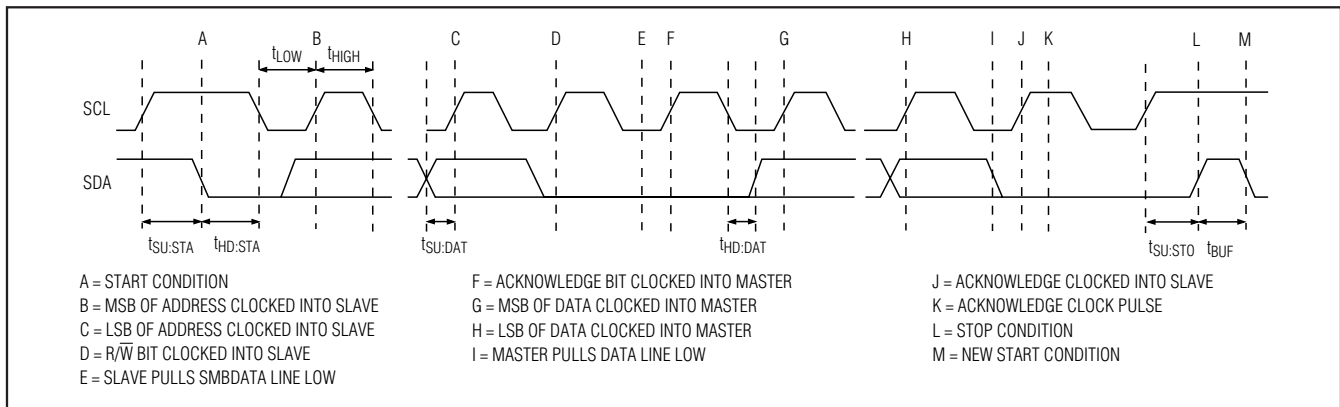 A B C D E F G H I J K L M
tLOW tHIGH
SCL
SDA
tSU:STA tHD:STA tSU:DAT tHD:DAT tSU:STO tBUF
A = START CONDITION
B = MSB OF ADDRESS CLOCKED INTO SLAVE
C = LSB OF ADDRESS CLOCKED INTO SLAVE
D = R/W̅ BIT CLOCKED INTO SLAVE
E = SLAVE PULLS SMBDATA LINE LOW
F = ACKNOWLEDGE BIT CLOCKED INTO MASTER
G = MSB OF DATA CLOCKED INTO MASTER
H = LSB OF DATA CLOCKED INTO MASTER
I = MASTER PULLS DATA LINE LOW
J = ACKNOWLEDGE CLOCKED INTO SLAVE
K = ACKNOWLEDGE CLOCK PULSE
L = STOP CONDITION
M = NEW START CONDITION